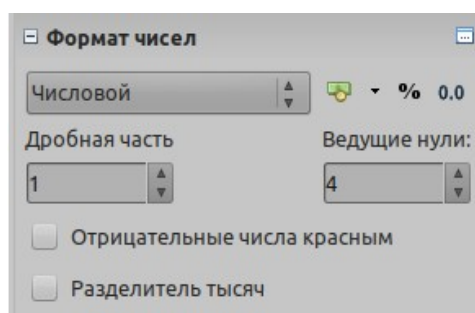 Формат чисел
Числовой % 0.0
Дробная часть Ведущие нули:
1 4
Отрицательные числа красным
Разделитель тысяч